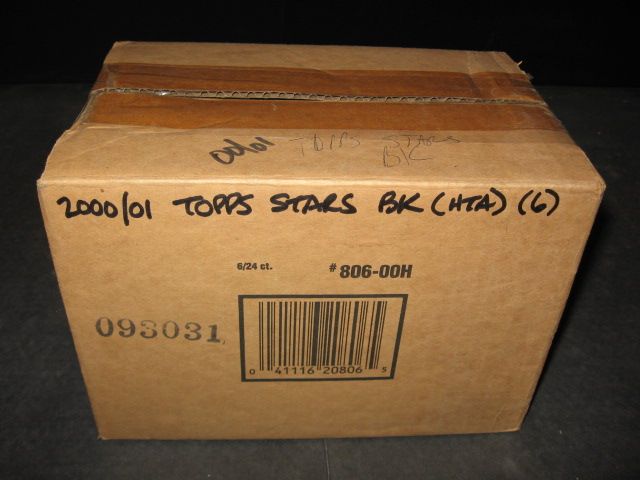 00/01 TOPPS STARS
BK
2000/01 TOPPS STARS BK (HTA) (6)
6/24 ct. #806-00H
093031
0 41116 20806 5